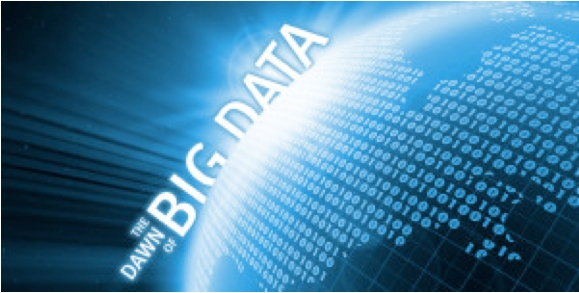 THE
DAWN
OF
BIG DATA